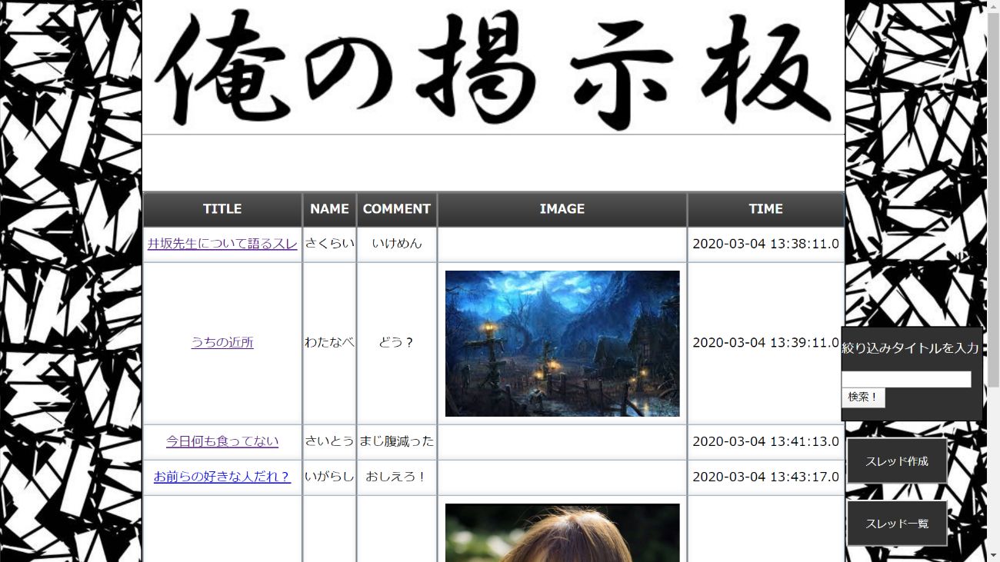 俺の掲示板
TITLE NAME COMMENT IMAGE TIME
井坂先生について語るスレ さくらい いけめん 2020-03-04 13:38:11.0
うちの近所 わたなべ どう？ 2020-03-04 13:39:11.0
今日何も食ってない さいとう まじ腹減った 2020-03-04 13:41:13.0
お前らの好きな人だれ？ いがらし おしえろ！ 2020-03-04 13:43:17.0
絞り込みタイトルを入力
検索！
スレッド作成
スレッド一覧